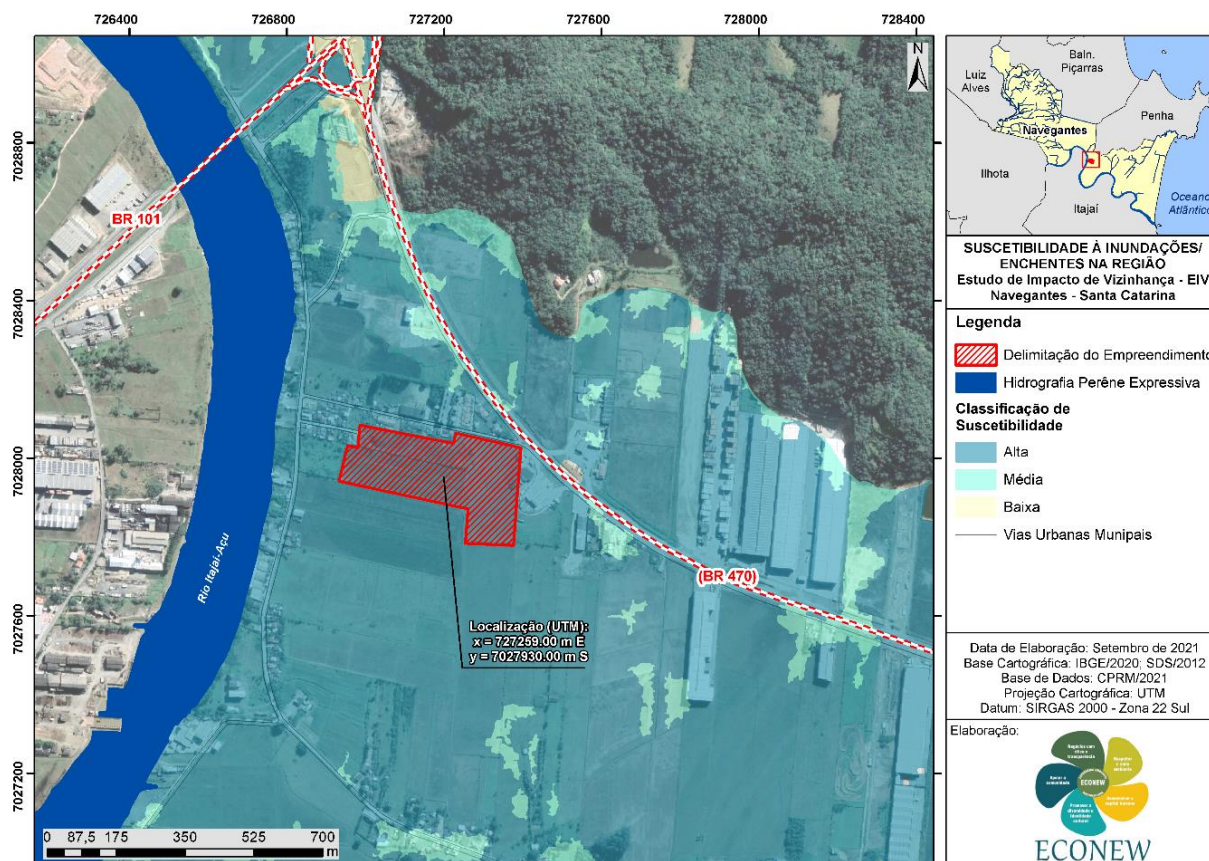 726400
726800
727200
727600
728000
728400
7028800
7028400
7028000
7027600
7027200
N
BR 101
Rio Itajaí-Açu
(BR 470)
Localização (UTM):
x = 727259.00 m E
y = 7027930.00 m S
0 87,5 175 350 525 700
m
Baln.
Piçarras
Luiz
Alves
Navegantes
Penha
Ilhota
Itajaí
Oceano
Atlântico
SUSCETIBILIDADE À INUNDAÇÕES/
ENCHENTES NA REGIÃO
Estudo de Impacto de Vizinhança - EIV
Navegantes - Santa Catarina
Legenda
Delimitação do Empreendimento
Hidrografia Perêne Expressiva
Classificação de
Suscetibilidade
Alta
Média
Baixa
Vias Urbanas Munipais
Data de Elaboração: Setembro de 2021
Base Cartográfica: IBGE/2020; SDS/2012
Base de Dados: CPRM/2021
Projeção Cartográfica: UTM
Datum: SIRGAS 2000 - Zona 22 Sul
Elaboração:
ECONEW
ECONEW